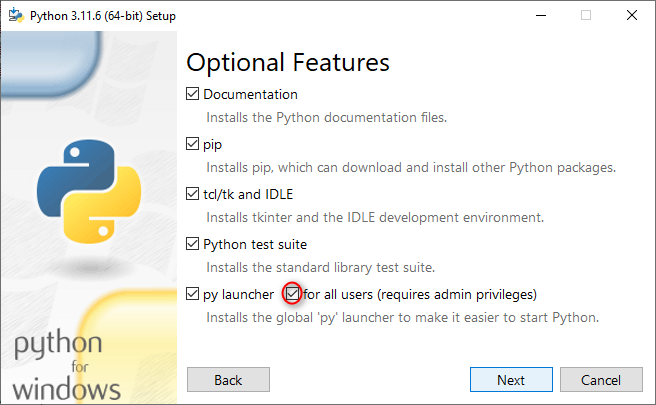 Python 3.11.6 (64-bit) Setup
Optional Features
Documentation
Installs the Python documentation files.
pip
Installs pip, which can download and install other Python packages.
tcl/tk and IDLE
Installs tkinter and the IDLE development environment.
Python test suite
Installs the standard library test suite.
py launcher for all users (requires admin privileges)
Installs the global 'py' launcher to make it easier to start Python.
python
for
windows
Back Next Cancel